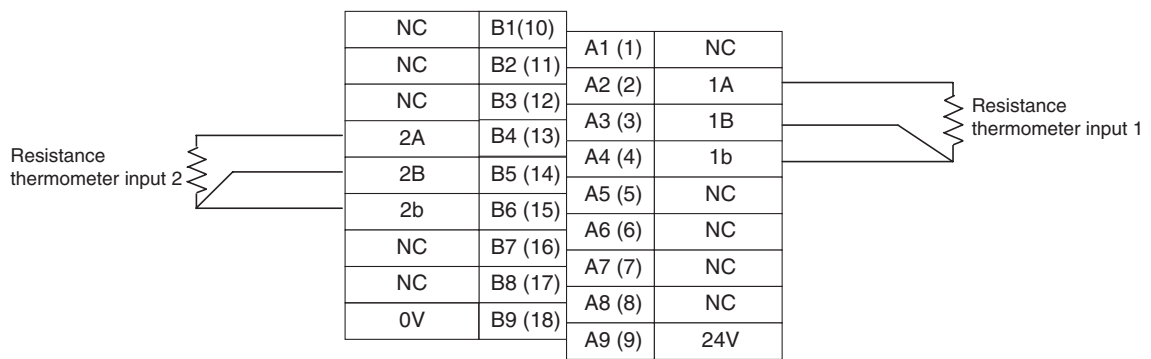 NC B1(10)
NC B2 (11)
NC B3 (12)
2A B4 (13)
2B B5 (14)
2b B6 (15)
NC B7 (16)
NC B8 (17)
0V B9 (18)
A1 (1) NC
A2 (2) 1A
A3 (3) 1B
A4 (4) 1b
A5 (5) NC
A6 (6) NC
A7 (7) NC
A8 (8) NC
A9 (9) 24V
Resistance
thermometer input 2
Resistance
thermometer input 1